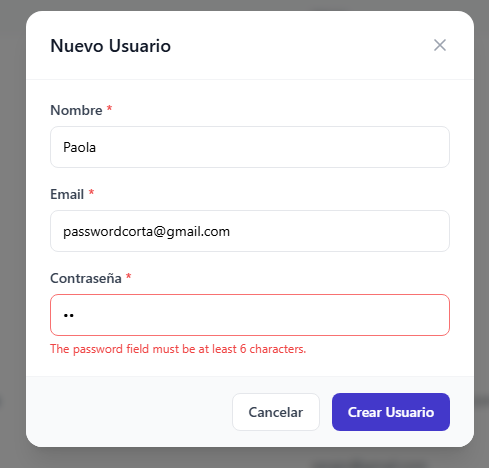 Nuevo Usuario
Nombre *
Paola
Email *
passwordcorta@gmail.com
Contraseña *
••
The password field must be at least 6 characters.
Cancelar
Crear Usuario